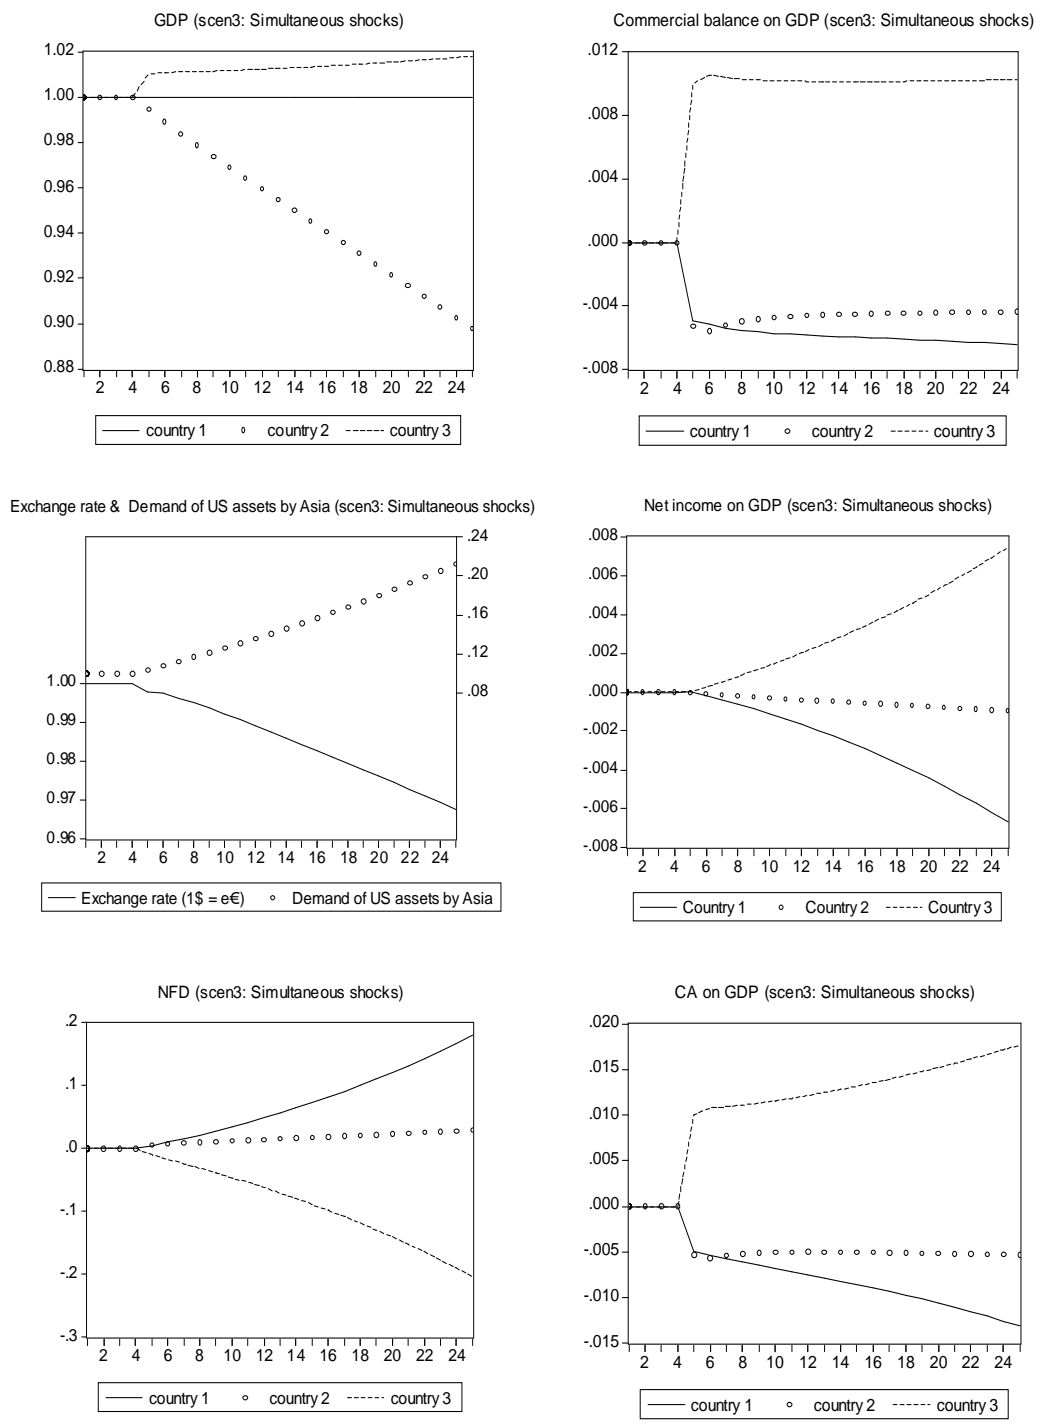 GDP (scen3: Simultaneous shocks)
1.02
1.00
0.98
0.96
0.94
0.92
0.90
0.88
2 4 6 8 10 12 14 16 18 20 22 24
country 1 country 2 country 3
Commercial balance on GDP (scen3: Simultaneous shocks)
.012
.008
.004
.000
-.004
-.008
2 4 6 8 10 12 14 16 18 20 22 24
country 1 country 2 country 3
Exchange rate & Demand of US assets by Asia (scen3: Simultaneous shocks)
1.00
0.99
0.98
0.97
0.96
.24
.20
.16
.12
.08
2 4 6 8 10 12 14 16 18 20 22 24
Exchange rate (1$ = e€) Demand of US assets by Asia
Net income on GDP (scen3: Simultaneous shocks)
.008
.006
.004
.002
.000
-.002
-.004
-.006
-.008
2 4 6 8 10 12 14 16 18 20 22 24
Country 1 Country 2 Country 3
NFD (scen3: Simultaneous shocks)
.2
.1
.0
-.1
-.2
-.3
2 4 6 8 10 12 14 16 18 20 22 24
country 1 country 2 country 3
CA on GDP (scen3: Simultaneous shocks)
.020
.015
.010
.005
.000
-.005
-.010
-.015
2 4 6 8 10 12 14 16 18 20 22 24
country 1 country 2 country 3